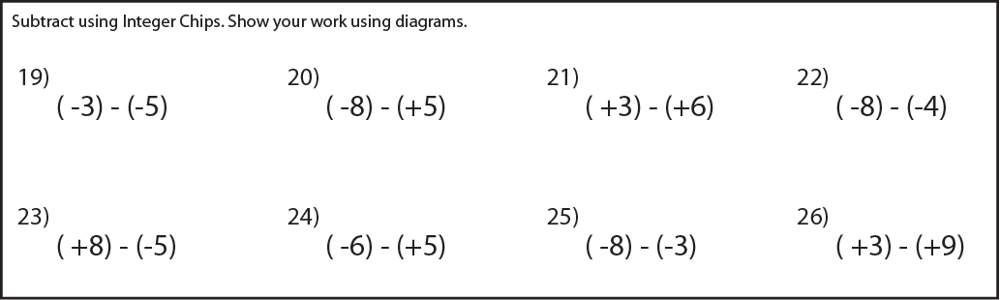 Subtract using Integer Chips. Show your work using diagrams.
19) 20) 21) 22)
( -3) - (-5) ( -8) - (+5) ( +3) - (+6) ( -8) - (-4)
23) 24) 25) 26)
( +8) - (-5) ( -6) - (+5) ( -8) - (-3) ( +3) - (+9)